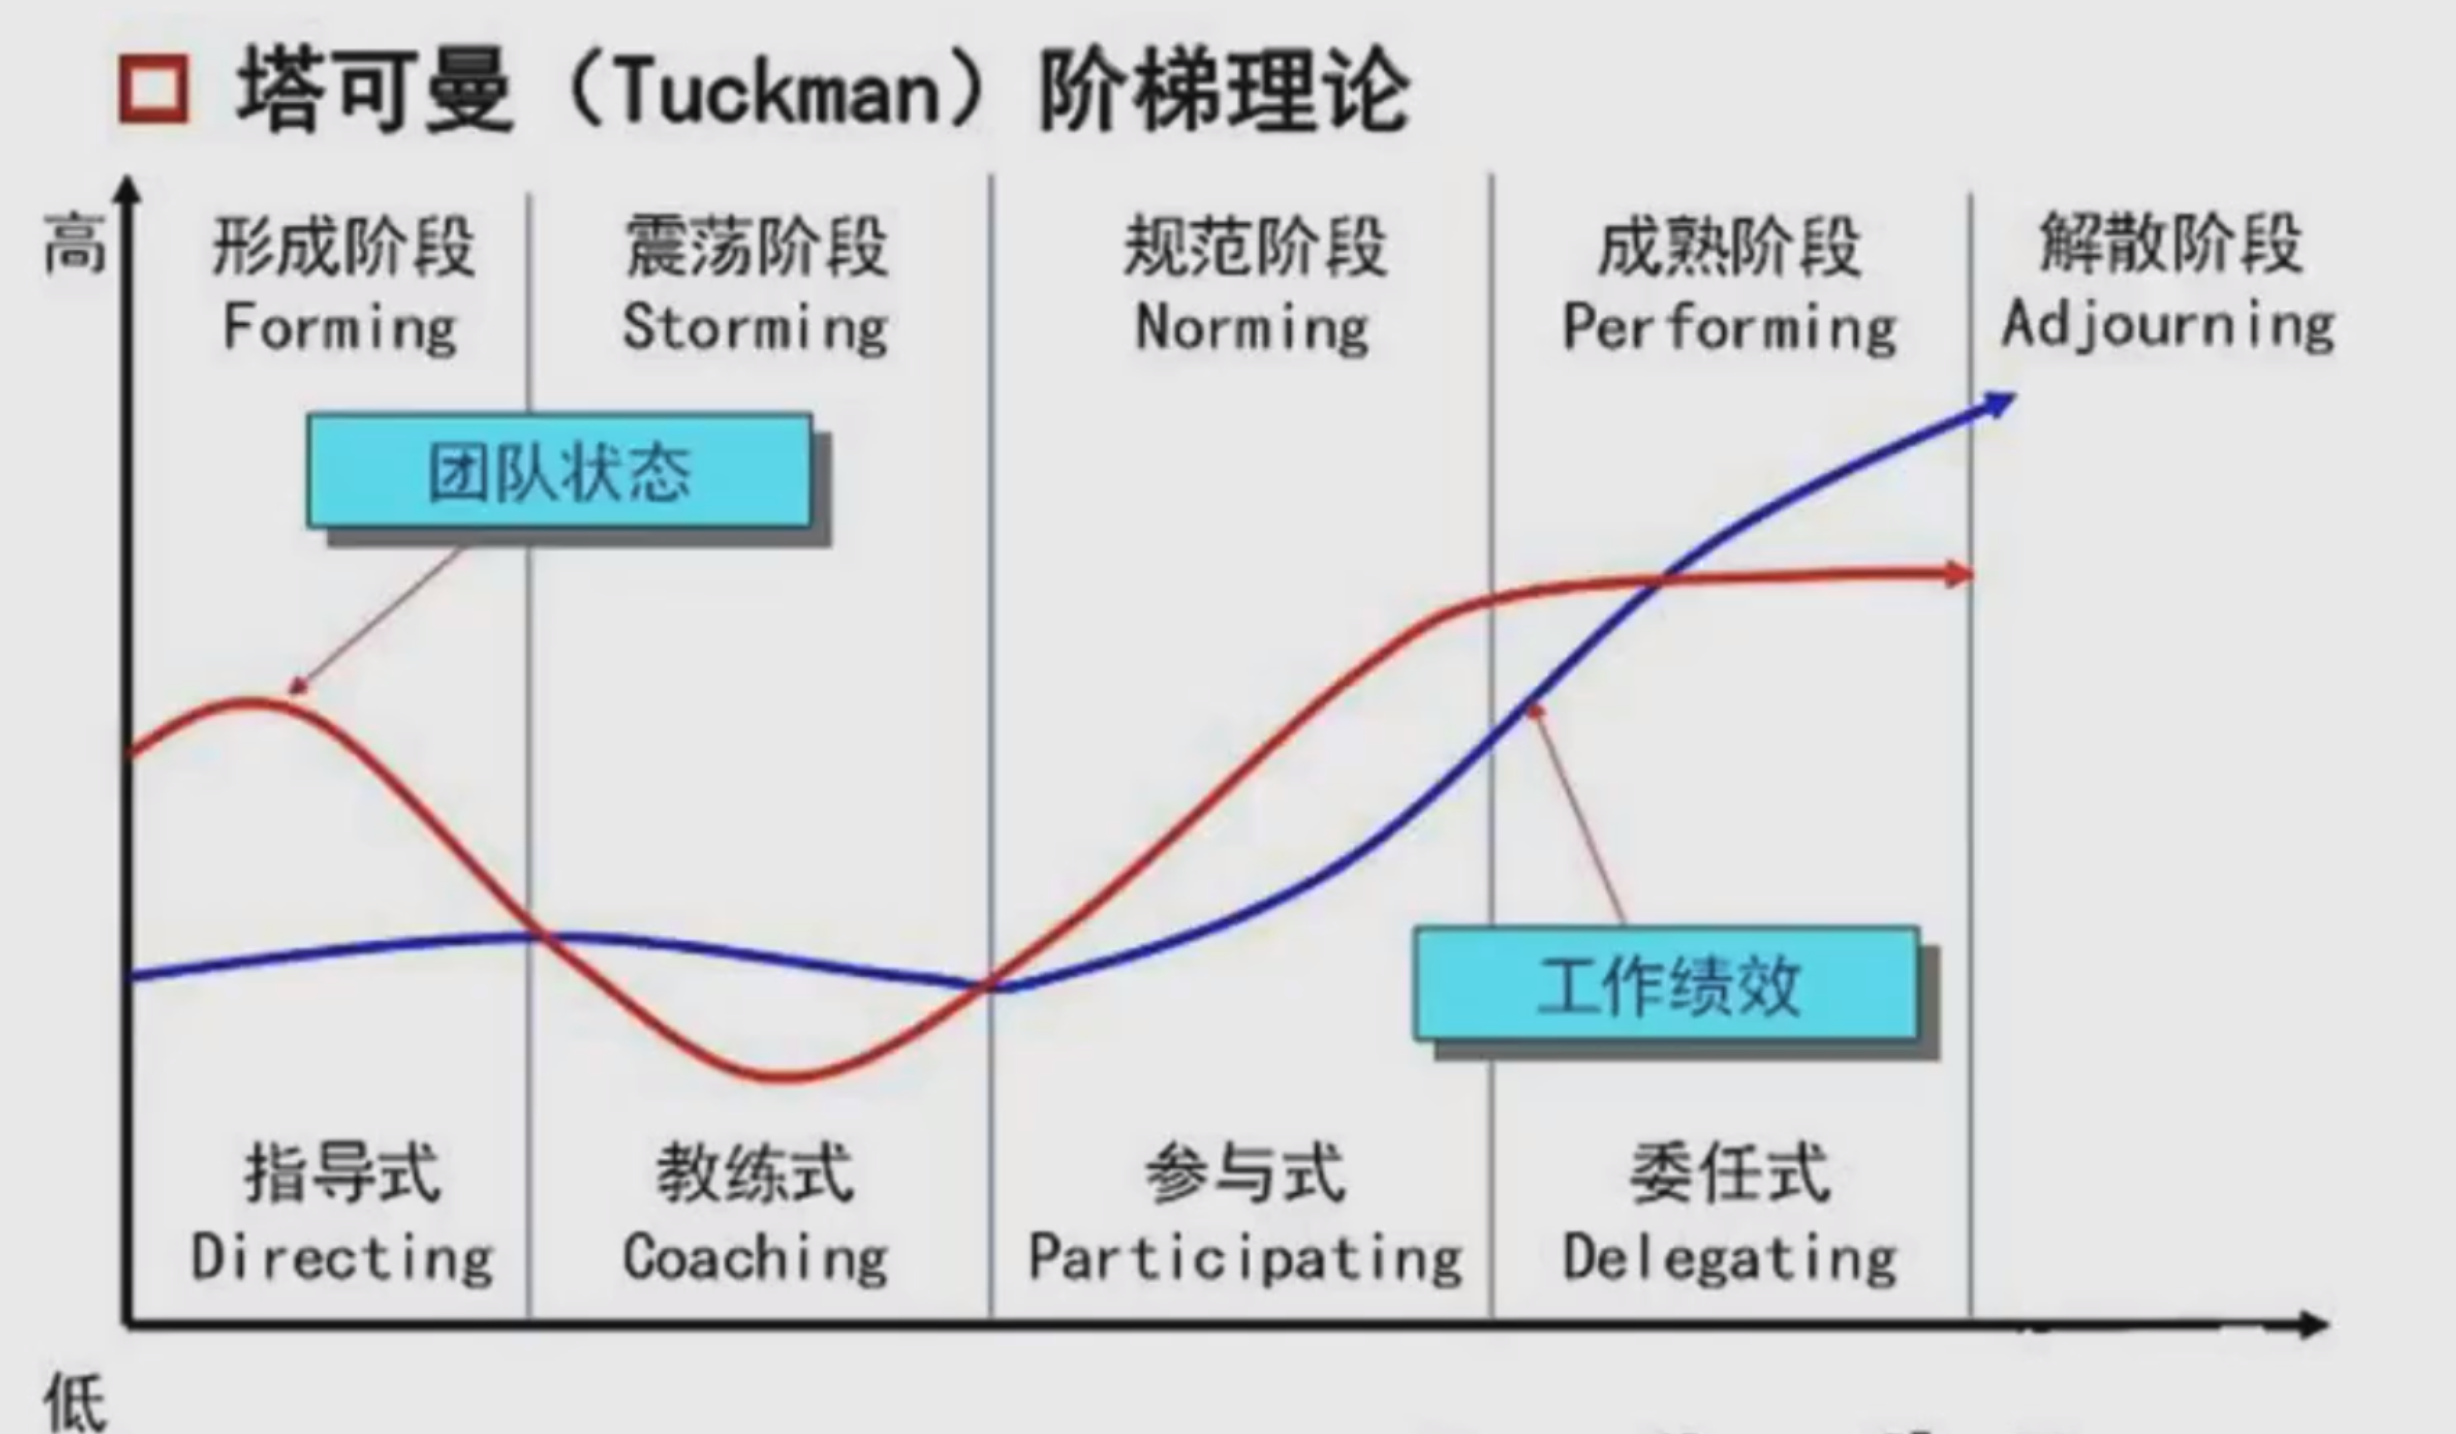 塔可曼（Tuckman）阶梯理论
高
形成阶段
Forming
震荡阶段
Storming
规范阶段
Norming
成熟阶段
Performing
解散阶段
Adjourning
团队状态
工作绩效
指导式
Directing
教练式
Coaching
参与式
Participating
委任式
Delegating
低